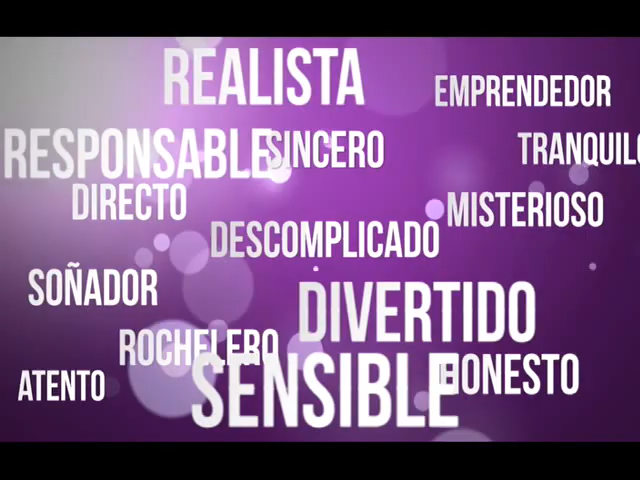 REALISTA
EMPRENDEDOR
RESPONSABLE
SINCERO
TRANQUILO
DIRECTO
MISTERIOSO
DESCOMPLICADO
SOÑADOR
DIVERTIDO
ROCHELERO
SENSIBLE
HONESTO
ATENTO